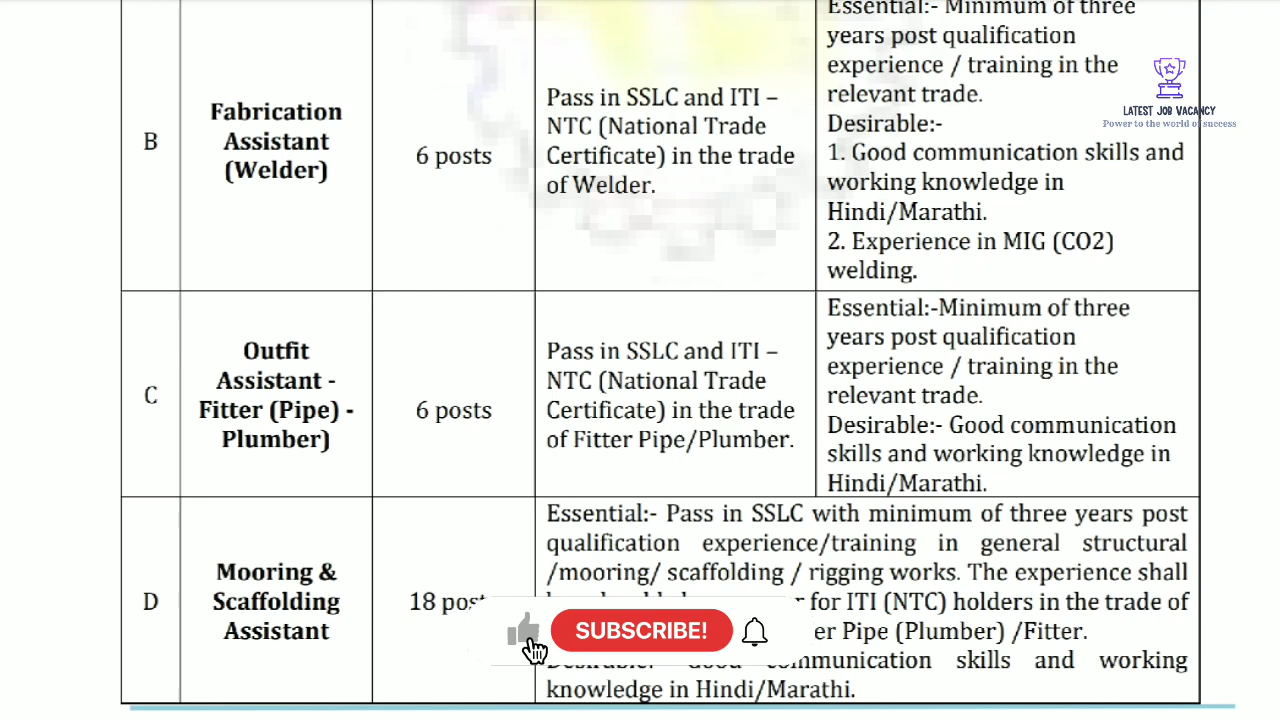 Essential:- Minimum of three
years post qualification
experience / training in the
relevant trade.
Desirable:-
1. Good communication skills and
working knowledge in
Hindi/Marathi.
2. Experience in MIG (CO2)
welding.
B
Fabrication
Assistant
(Welder)
6 posts
Pass in SSLC and ITI –
NTC (National Trade
Certificate) in the trade
of Welder.
LATEST JOB VACANCY
Power to the world of success
C
Outfit
Assistant -
Fitter (Pipe) -
Plumber)
6 posts
Pass in SSLC and ITI –
NTC (National Trade
Certificate) in the trade
of Fitter Pipe/Plumber.
Essential:-Minimum of three
years post qualification
experience / training in the
relevant trade.
Desirable:- Good communication
skills and working knowledge in
Hindi/Marathi.
D
Mooring &
Scaffolding
Assistant
18
Essential:- Pass in SSLC with minimum of three years post
qualification experience/training in general structural
/mooring/ scaffolding / rigging works. The experience shall
for ITI (NTC) holders in the trade of
Pipe (Plumber) /Fitter.
skills and working
knowledge in Hindi/Marathi.
SUBSCRIBE!